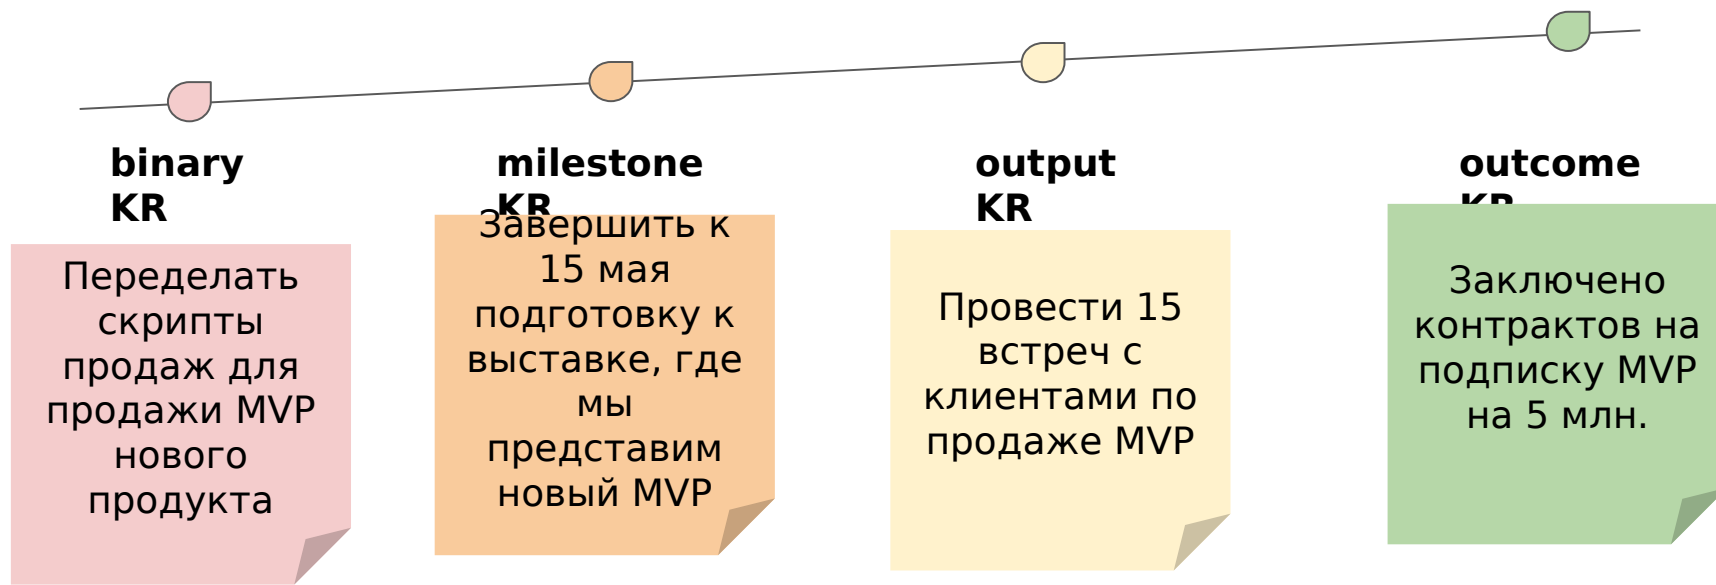 binary
KR
Переделать
скрипты
продаж для
продажи MVP
нового
продукта
milestone
KR
Завершить к
15 мая
подготовку к
выставке, где
мы
представим
новый MVP
output
KR
Провести 15
встреч с
клиентами по
продаже MVP
outcome
KR
Заключено
контрактов на
подписку MVP
на 5 млн.